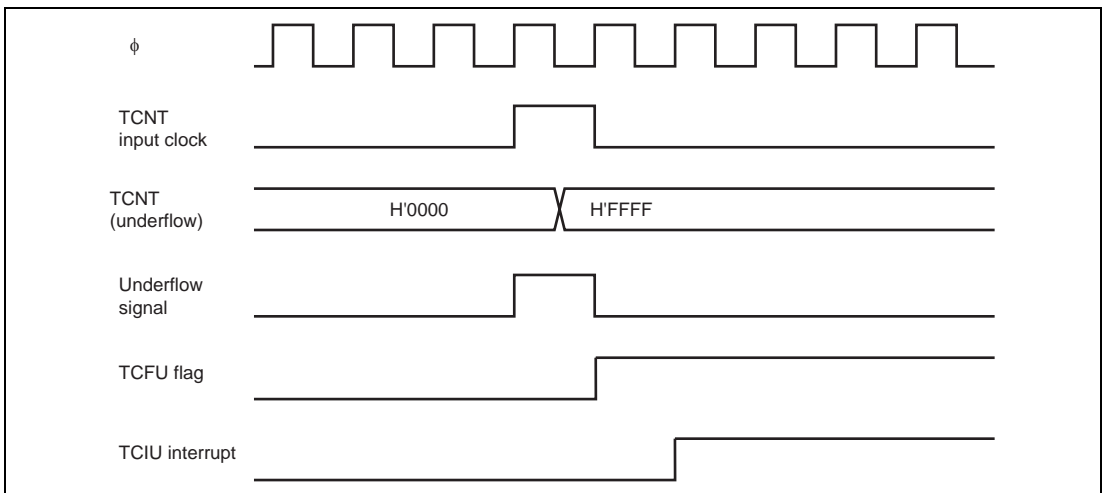 ϕ
TCNT
input clock
TCNT
(underflow)
H'0000 H'FFFF
Underflow
signal
TCFU flag
TCIU interrupt